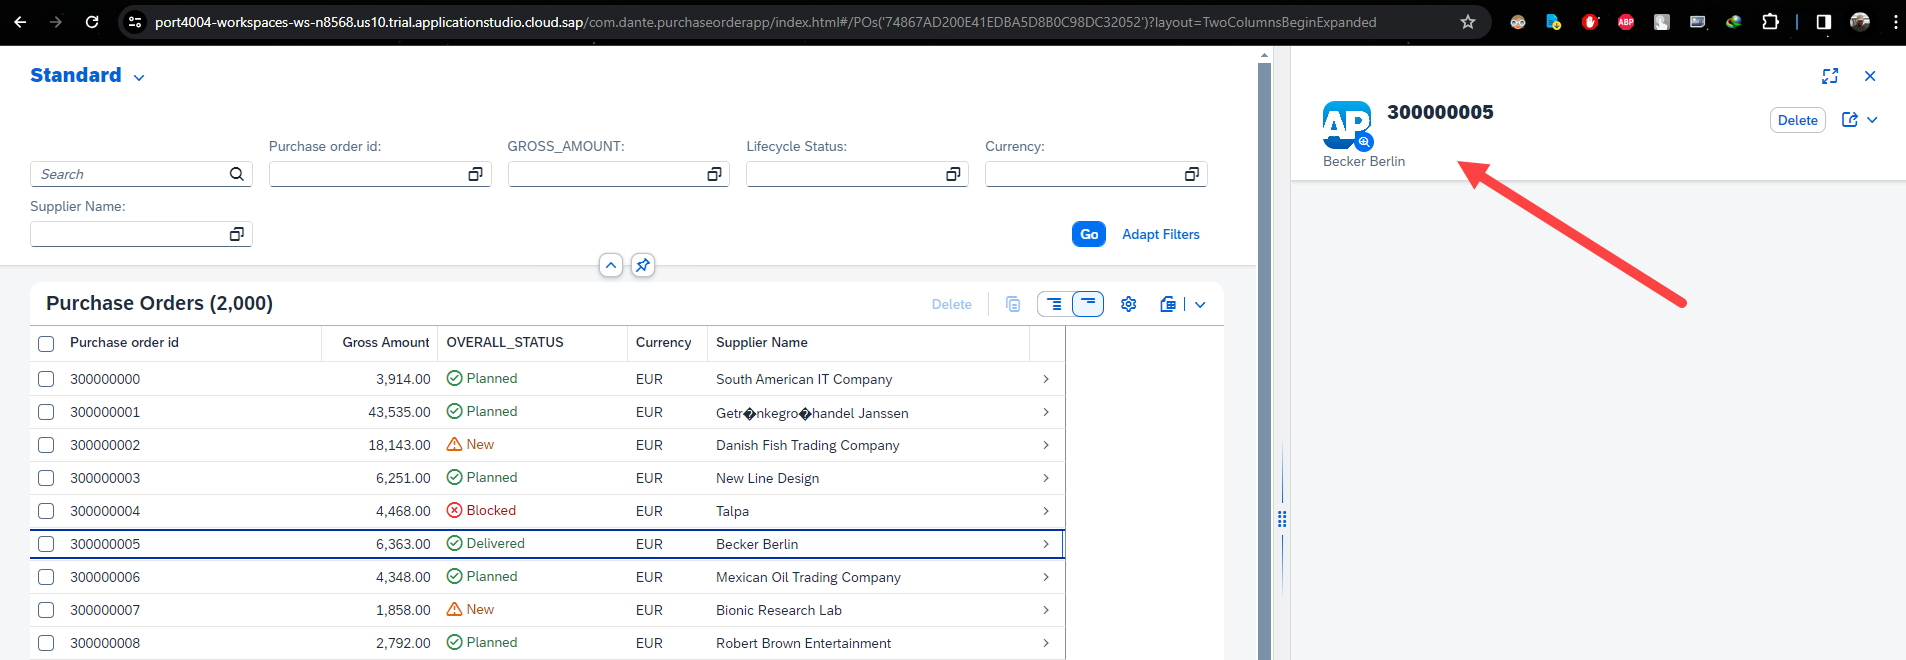 port4004-workspaces-ws-n8568.us10.trial.applicationstudio.cloud.sap/com.dante.purchaseorderapp/index.html#/POs('74867AD200E41EDBA5D8B0C98DC32052')?layout=TwoColumnsBeginExpanded
ABP
Standard
Purchase order id:
GROSS_AMOUNT:
Lifecycle Status:
Currency:
Search
Supplier Name:
Go
Adapt Filters
Purchase Orders (2,000)
Delete
Purchase order id Gross Amount OVERALL_STATUS Currency Supplier Name
300000000 3,914.00 Planned EUR South American IT Company
300000001 43,535.00 Planned EUR Getr�nkegro�handel Janssen
300000002 18,143.00 New EUR Danish Fish Trading Company
300000003 6,251.00 Planned EUR New Line Design
300000004 4,468.00 Blocked EUR Talpa
300000005 6,363.00 Delivered EUR Becker Berlin
300000006 4,348.00 Planned EUR Mexican Oil Trading Company
300000007 1,858.00 New EUR Bionic Research Lab
300000008 2,792.00 Planned EUR Robert Brown Entertainment
AP
300000005
Delete
Becker Berlin